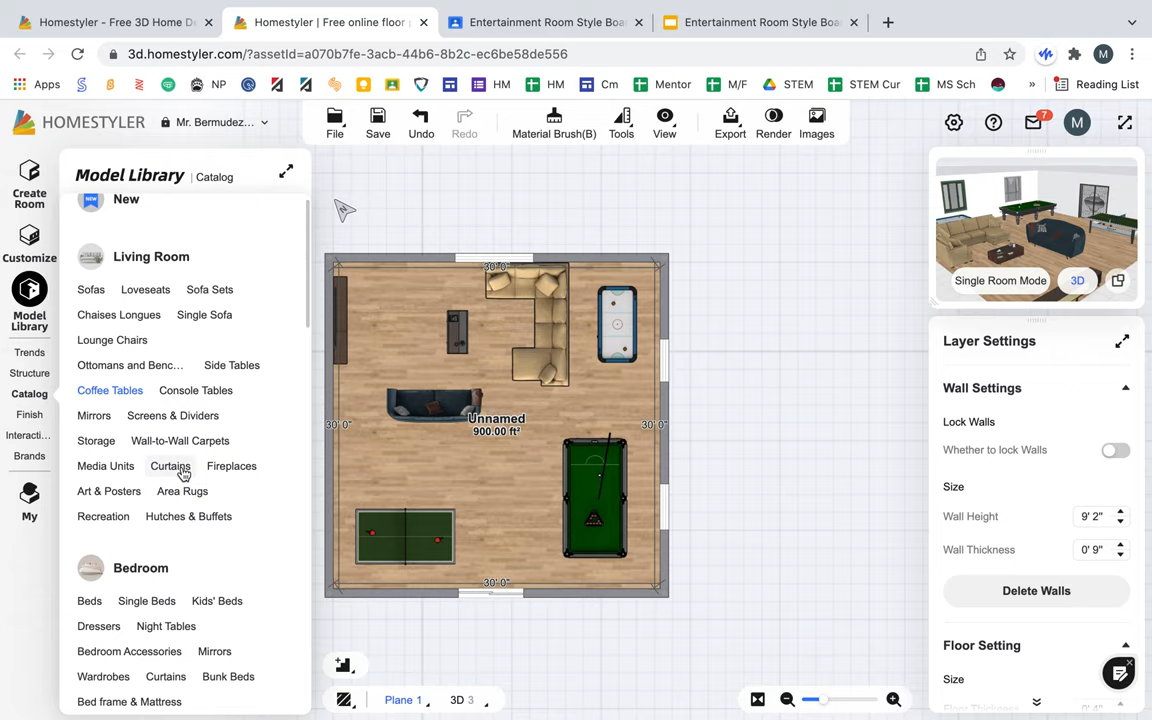 Homestyler - Free 3D Home De
Homestyler | Free online floor
Entertainment Room Style Boa
Entertainment Room Style Boa
3d.homestyler.com/?assetId=a070b7fe-3acb-44b6-8b2c-ec6be58de556
M
Apps
NP
HM
HM
Cm
Mentor
M/F
STEM
STEM Cur
MS Sch
»
Reading List
HOMESTYLER
Mr. Bermudez...
File
Save
Undo
Redo
Material Brush(B)
Tools
View
Export
Render
Images
7
M
Create Room
Customize
Model Library
Trends
Structure
Catalog
Finish
Interacti...
Brands
My
Model Library | Catalog
NEW
New
Living Room
Sofas Loveseats Sofa Sets
Chaises Longues Single Sofa
Lounge Chairs
Ottomans and Benc... Side Tables
Coffee Tables Console Tables
Mirrors Screens & Dividers
Storage Wall-to-Wall Carpets
Media Units Curtains Fireplaces
Art & Posters Area Rugs
Recreation Hutches & Buffets
Bedroom
Beds Single Beds Kids' Beds
Dressers Night Tables
Bedroom Accessories Mirrors
Wardrobes Curtains Bunk Beds
Bed frame & Mattress
N
30' 0"
30' 0"
Unnamed
900.00 ft²
30' 0"
30' 0"
Plane 1
3D 3
Single Room Mode
3D
Layer Settings
Wall Settings
Lock Walls
Whether to lock Walls
Size
Wall Height 9' 2"
Wall Thickness 0' 9"
Delete Walls
Floor Setting
Size
Floor Thickness 0' 4"